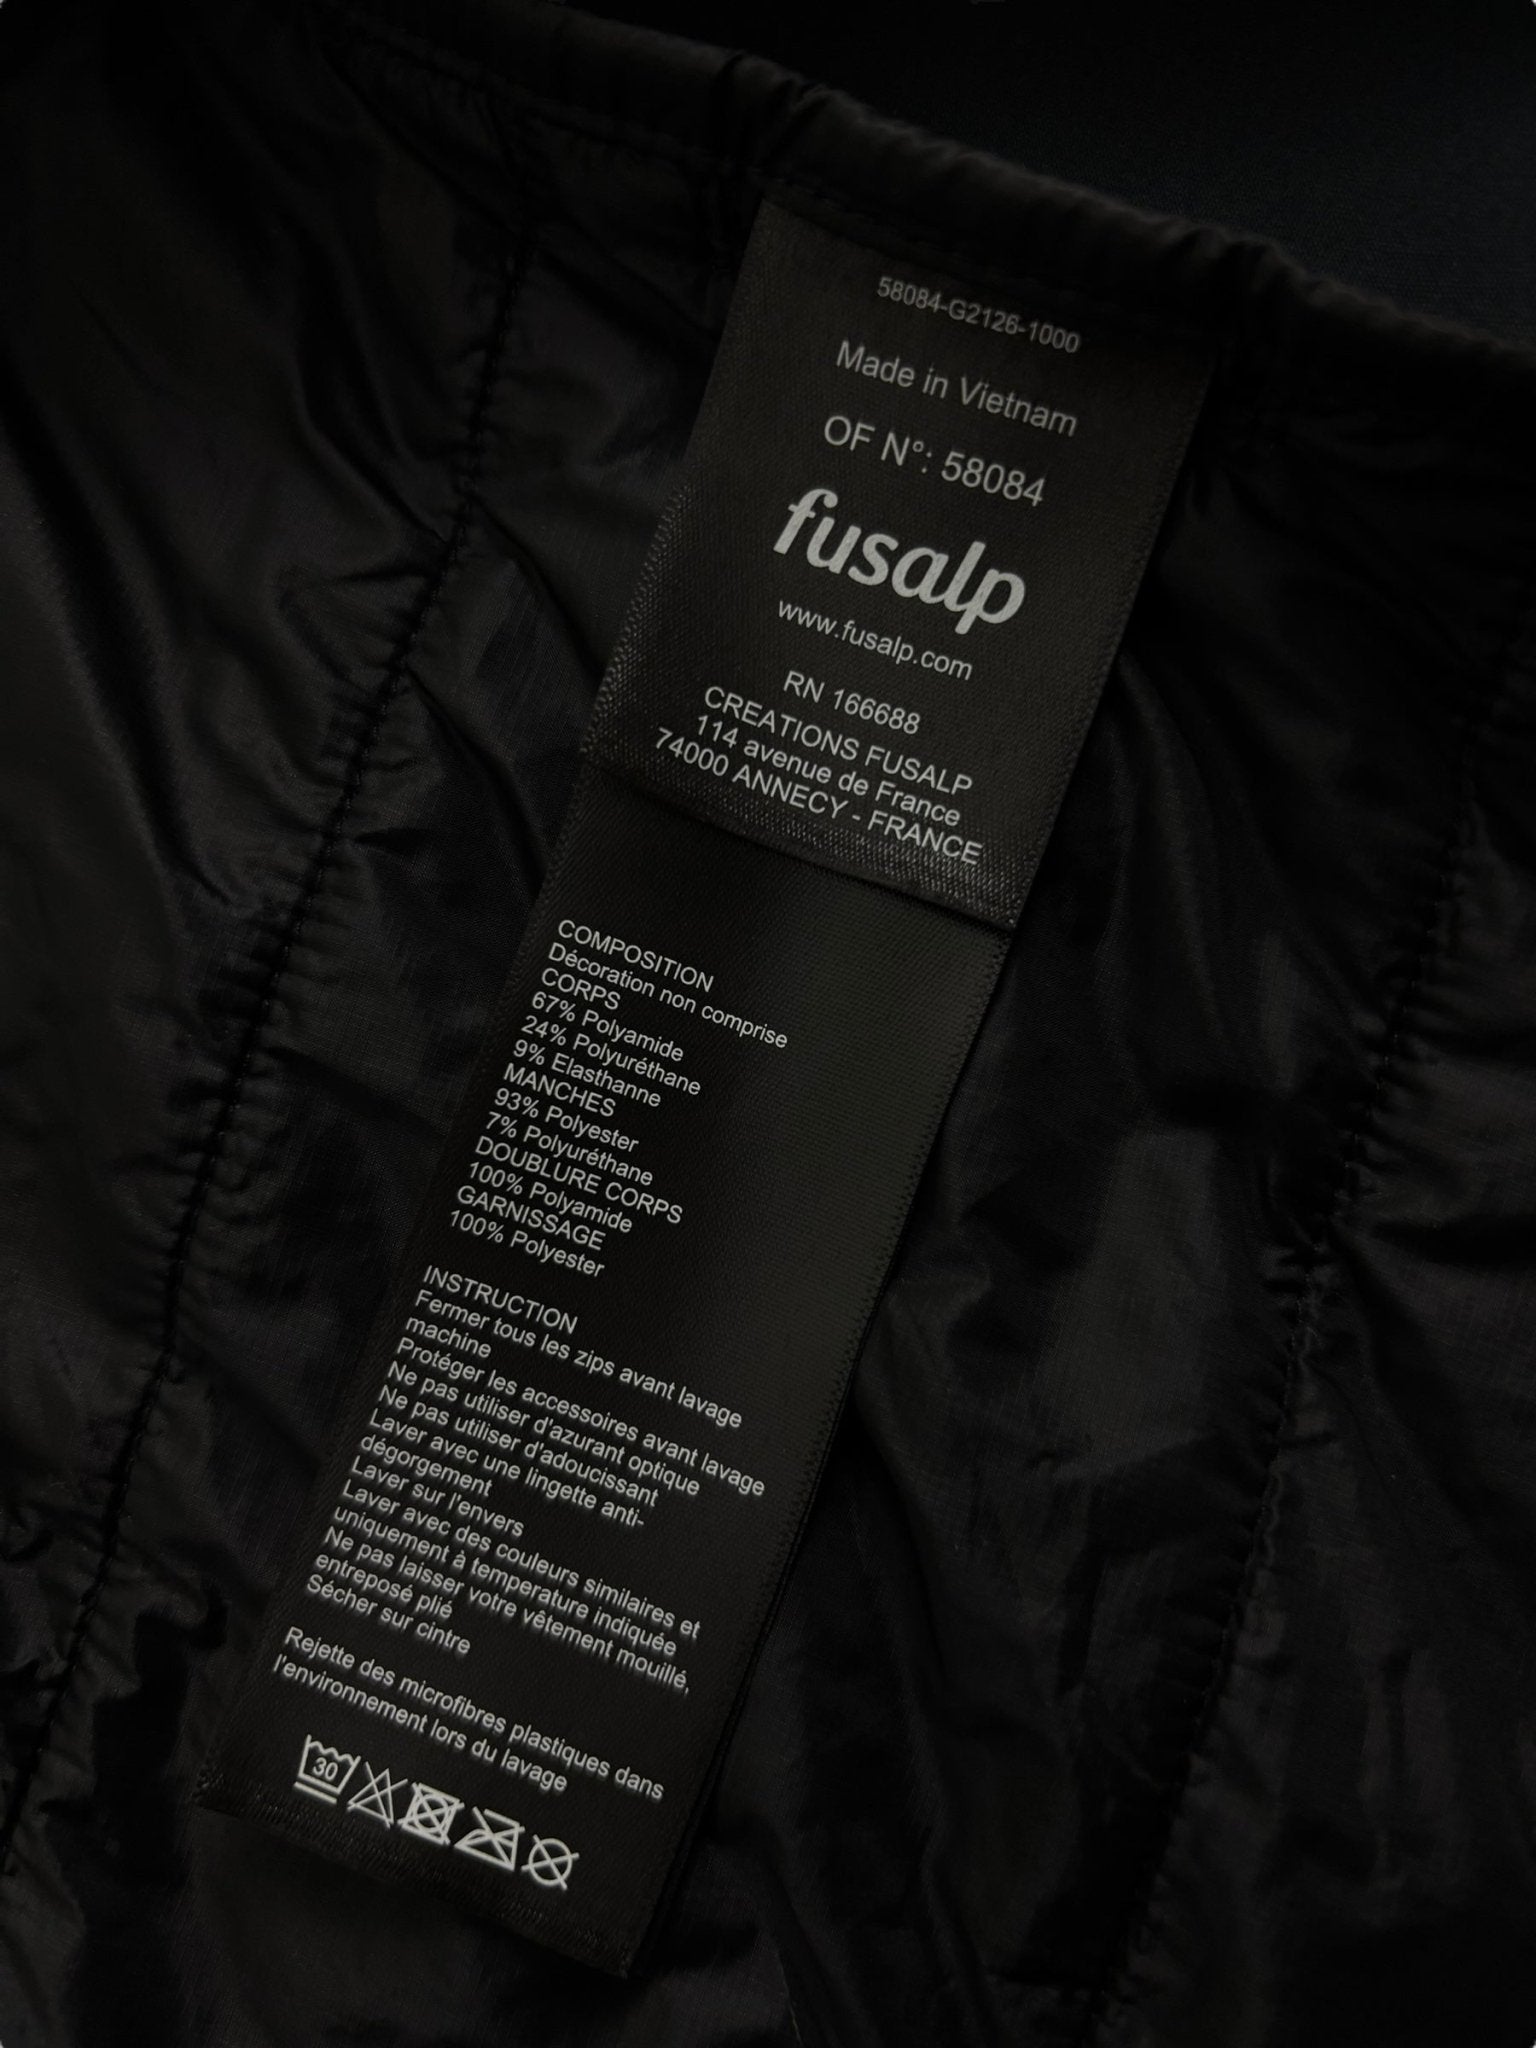 58084-G2126-1000
Made in Vietnam
OF N°: 58084
fusalp
www.fusalp.com
RN 166688
CREATIONS FUSALP
114 avenue de France
74000 ANNECY - FRANCE
COMPOSITION
Décoration non comprise
CORPS
67% Polyamide
24% Polyuréthane
9% Elasthanne
MANCHES
93% Polyester
7% Polyuréthane
DOUBLURE CORPS
100% Polyamide
GARNISSAGE
100% Polyester
INSTRUCTION
Fermer tous les zips avant lavage
machine
Protéger les accessoires avant lavage
Ne pas utiliser d'azurant optique
Ne pas utiliser d'adoucissant
Laver avec une lingette anti-
dégorgement
Laver sur l'envers
Laver avec des couleurs similaires et
uniquement à temperature indiquée
Ne pas laisser votre vêtement mouillé,
entreposé plié
Sécher sur cintre
Rejette des microfibres plastiques dans
l'environnement lors du lavage
30